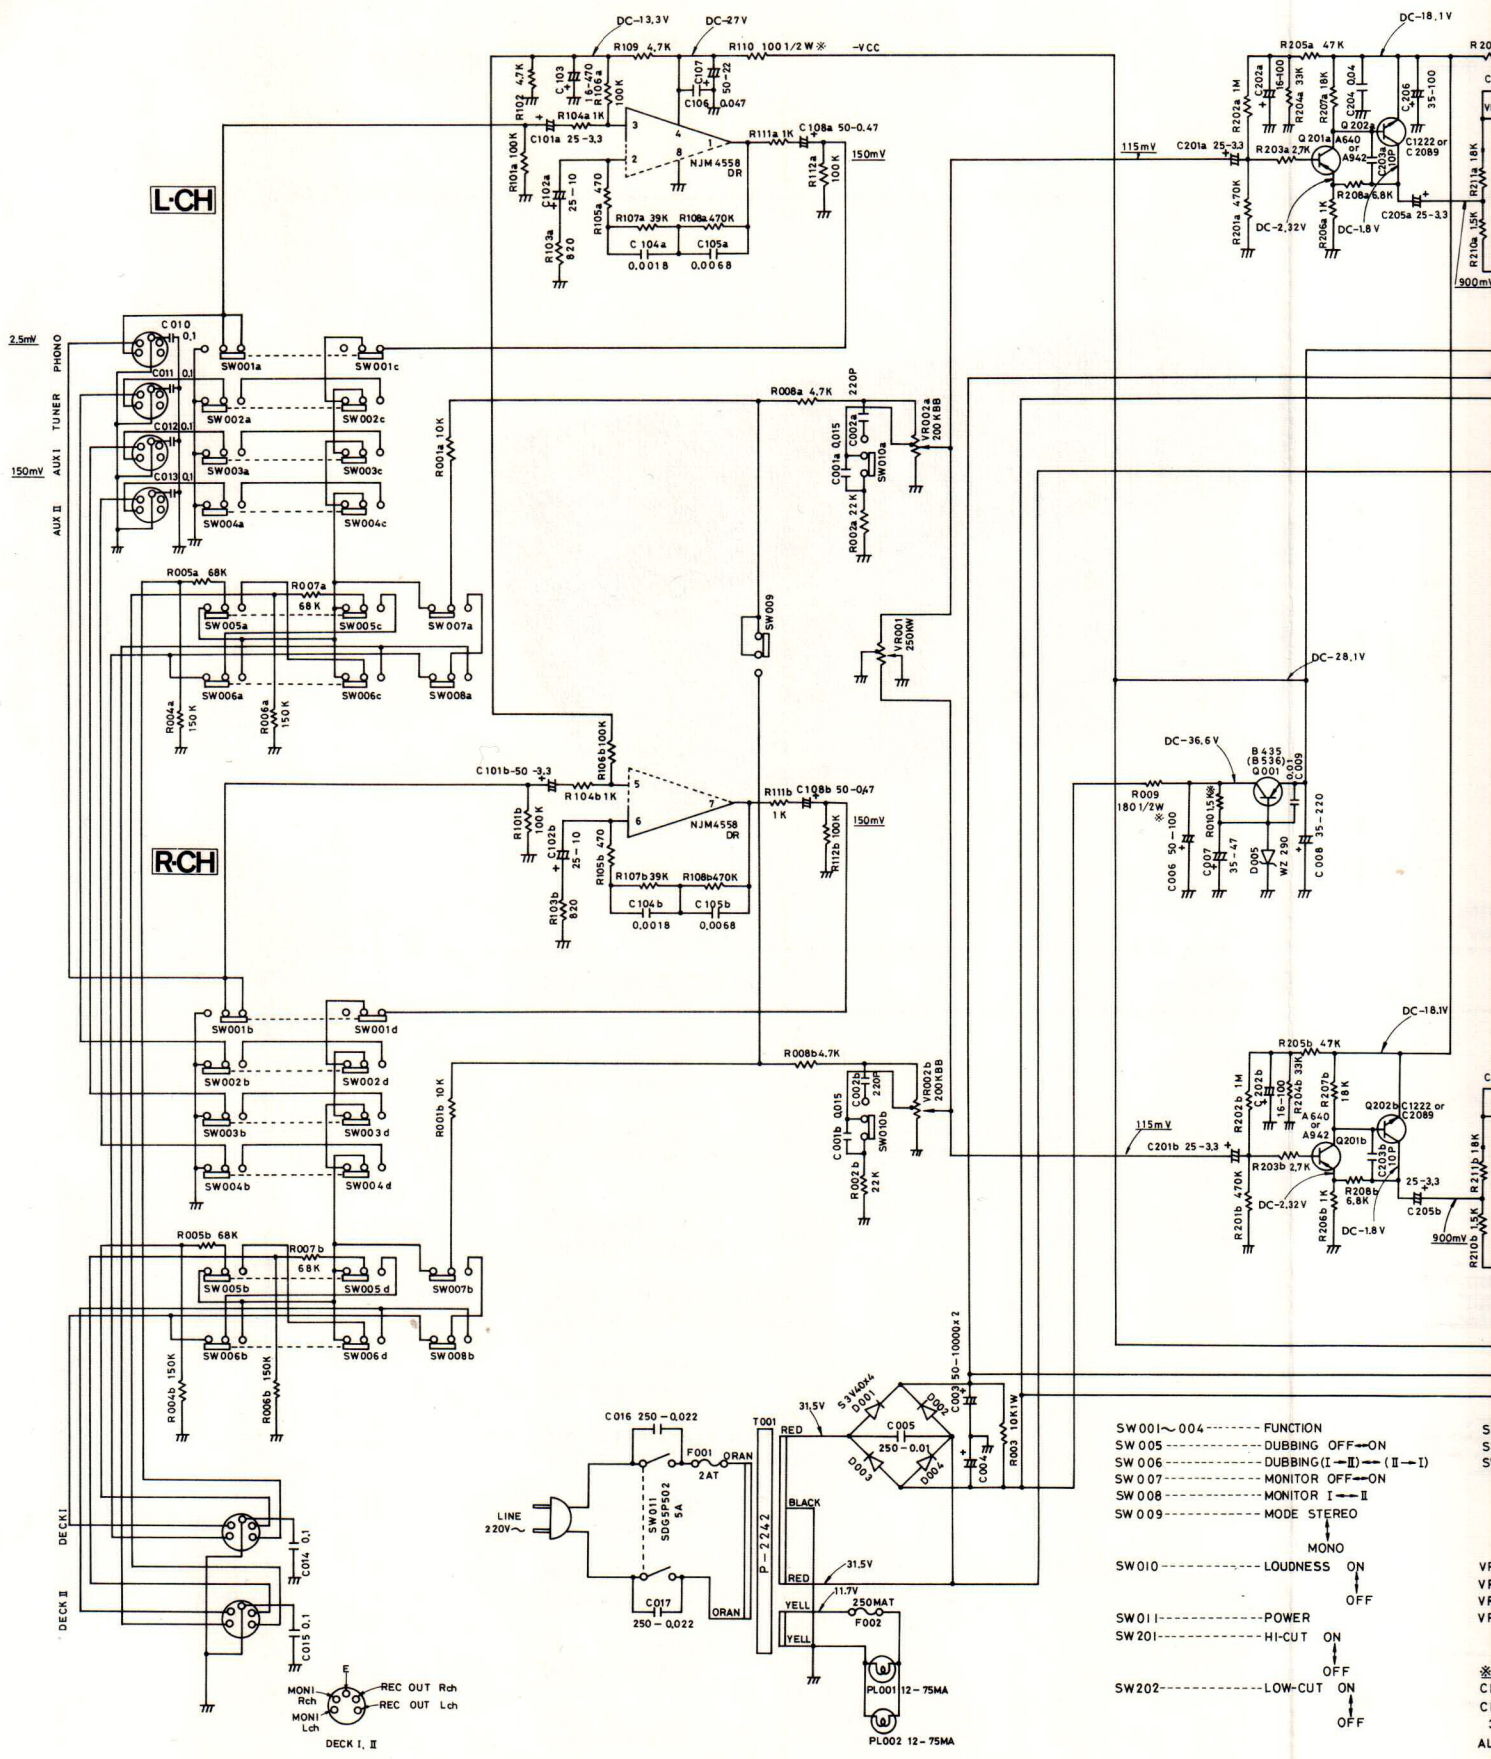 DC-13,3V
DC-27V
R109 4,7K
R110 100 1/2 W ※
-VCC
R102 4,7K
C103 16-470
R106a 100K
C107 50-22
C106 0,047
R104a 1K
C101a 25-3,3
R101a 100K
3
2
4
8
1
NJM4558 DR
R111a 1K
C108a 50-0.47
150mV
R112a 100K
C102a 25-10
R103a 820
R105a 470
R107a 39K
R108a 470K
C104a 0,0018
C105a 0,0068
L·CH
DC-18,1V
R205a 47K
R202a 1M
C202a 16-100
R204a 33K
R207a 18K
C204 0,04
C206 35-100
Q202a
Q201a A640 or A942
C1222 or C2089
C203a 10P
115mV
C201a 25-3,3
R203a 2,7K
R201a 470K
R208a 6,8K
R206a 1K
DC-2,32V
DC-1.8V
C205a 25-3,3
R211a 18K
R210a 1,5K
900mV
2,5mV
PHONO
TUNER
AUX I
AUX II
150mV
C010 0,1
C011 0,1
C012 0,1
C013 0,1
SW001a
SW001c
SW002a
SW002c
SW003a
SW003c
SW004a
SW004c
R001a 10K
R008a 4,7K
220P
C002a
C001a 0,015
SW010a
R002a 22K
VR002a 200KBB
R005a 68K
R007a 68K
SW005a
SW005c
SW007a
SW006a
SW006c
SW008a
R004a 150K
R006a 150K
SW009
VR001 250KW
DC-28,1V
DC-36,6V
B435 (B536) Q001
R009 180 1/2W ※
R010 1,5K※
C009 0,01
C006 50-100
C007 35-47
D005 WZ 290
C008 35-220
R·CH
C101b-50 -3,3
R106b 100K
R104b 1K
R101b 100K
5
6
7
NJM4558 DR
R111b 1K
C108b 50-0,47
150mV
R112b 100K
C102b 25-10
R103b 820
R105b 470
R107b 39K
R108b 470K
C104b 0,0018
C105b 0,0068
SW001b
SW001d
SW002b
SW002d
SW003b
SW003d
SW004b
SW004d
R001b 10K
R008b 4,7K
C002b 220P
C001b 0,015
SW010b
R002b 22K
VR002b 200KBB
DC-18,1V
R205b 47K
R202b 1M
C202b 16-100
R204b 33K
R207b 18K
Q202b C1222 or C2089
A640 or A942
Q201b
C203b 10P
115mV
C201b 25-3,3
R203b 2,7K
R201b 470K
R208b 6,8K
R206b 1K
DC-2,32V
DC-1.8V
25-3,3
C205b
R211b 18K
R210b 1,5K
900mV
R005b 68K
R007b 68K
SW005b
SW005d
SW007b
SW006b
SW006d
SW008b
R004b 150K
R006b 150K
S3V40x4
D001
D002
D003
D004
C005 250-0.01
C003 50-10000x2
C004
R003 10K1W
31,5V
T001
RED
C016 250-0,022
F001 2AT
ORAN
SW011 SDG5P502 5A
LINE 220V~
BLACK
P-2242
31,5V
RED
11.7V
YELL
250MAT F002
C017 250-0,022
ORAN
YELL
PL001 12-75MA
PL002 12-75MA
DECK I
DECK II
C014 0,1
C015 0,1
E
MONI Rch
REC OUT Rch
MONI Lch
REC OUT Lch
DECK I, II
SW001~004 FUNCTION
SW005 DUBBING OFF↔ON
SW006 DUBBING (I→II)↔(II→I)
SW007 MONITOR OFF↔ON
SW008 MONITOR I↔II
SW009 MODE STEREO
MONO
SW010 LOUDNESS ON
OFF
SW011 POWER
SW201 HI-CUT ON
OFF
SW202 LOW-CUT ON
OFF